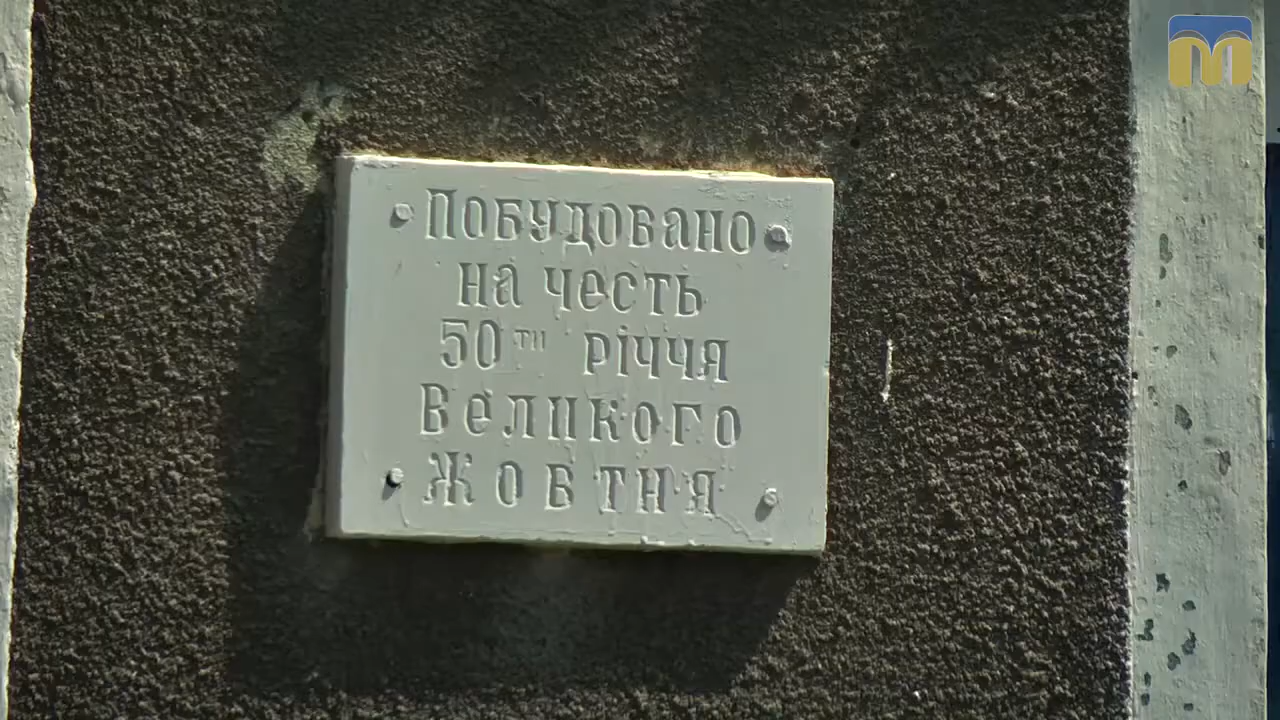 Побудовано
на честь
50ти річчя
Великого
Жовтня